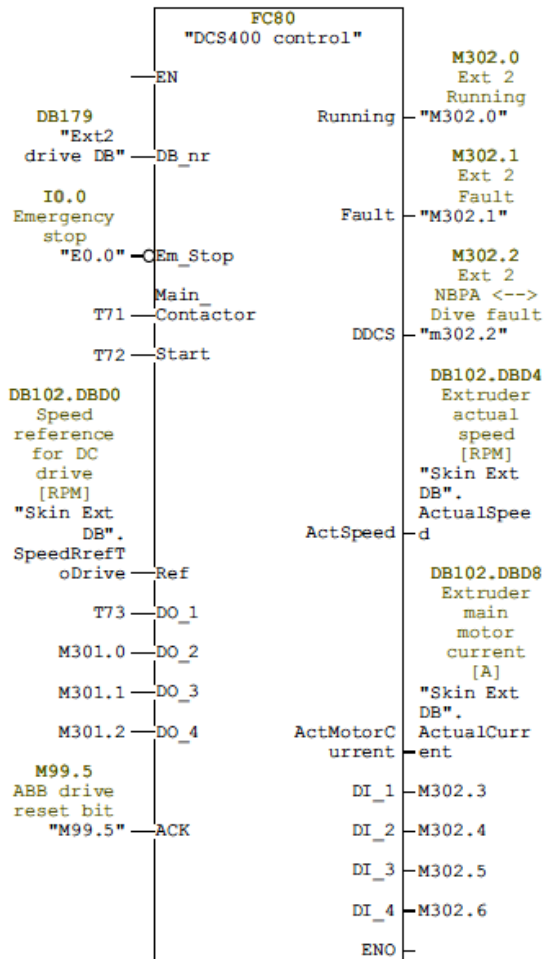 FC80
"DCS400 control"
EN
DB179
"Ext2
drive DB"
DB_nr
I0.0
Emergency
stop
"E0.0"
Em_Stop
T71
Main_
Contactor
T72
Start
DB102.DBD0
Speed
reference
for DC
drive
[RPM]
"Skin Ext
DB".
SpeedRrefT
oDrive
Ref
T73
DO_1
M301.0
DO_2
M301.1
DO_3
M301.2
DO_4
M99.5
ABB drive
reset bit
"M99.5"
ACK
M302.0
Ext 2
Running
Running
"M302.0"
M302.1
Ext 2
Fault
Fault
"M302.1"
M302.2
Ext 2
NBPA <-->
Dive fault
DDCS
"m302.2"
DB102.DBD4
Extruder
actual
speed
[RPM]
"Skin Ext
DB".
ActualSpee
ActSpeed
d
DB102.DBD8
Extruder
main
motor
current
[A]
"Skin Ext
DB".
ActMotorC
urrent
ActualCurr
ent
DI_1
M302.3
DI_2
M302.4
DI_3
M302.5
DI_4
M302.6
ENO